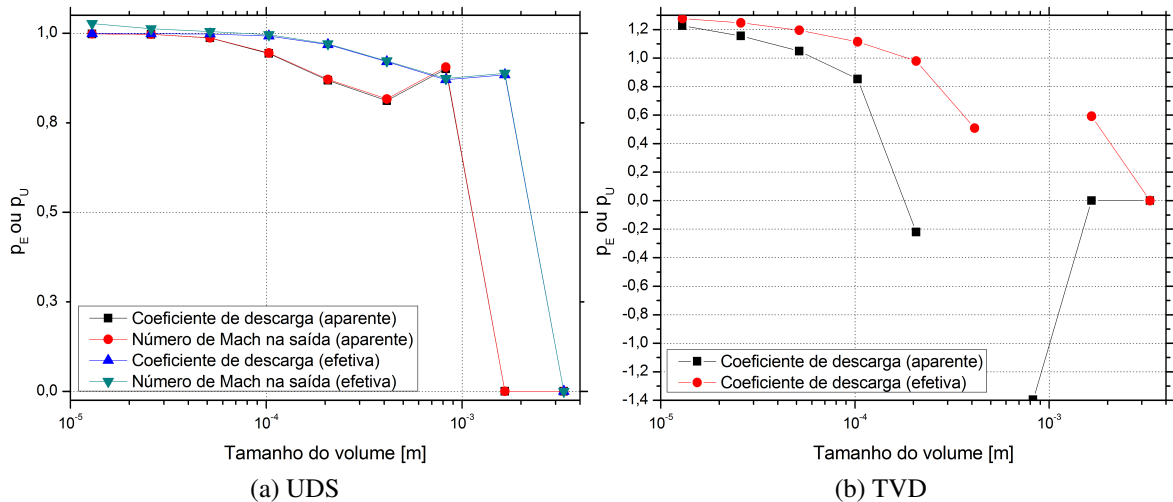 1,0
0,8
0,5
0,3
0,0
p_E ou p_U
Coeficiente de descarga (aparente)
Número de Mach na saída (aparente)
Coeficiente de descarga (efetiva)
Número de Mach na saída (efetiva)
10^-5
10^-4
10^-3
Tamanho do volume [m]
(a) UDS
1,2
1,0
0,8
0,6
0,4
0,2
0,0
-0,2
-0,4
-0,6
-0,8
-1,0
-1,2
-1,4
p_E ou p_U
Coeficiente de descarga (aparente)
Coeficiente de descarga (efetiva)
10^-5
10^-4
10^-3
Tamanho do volume [m]
(b) TVD